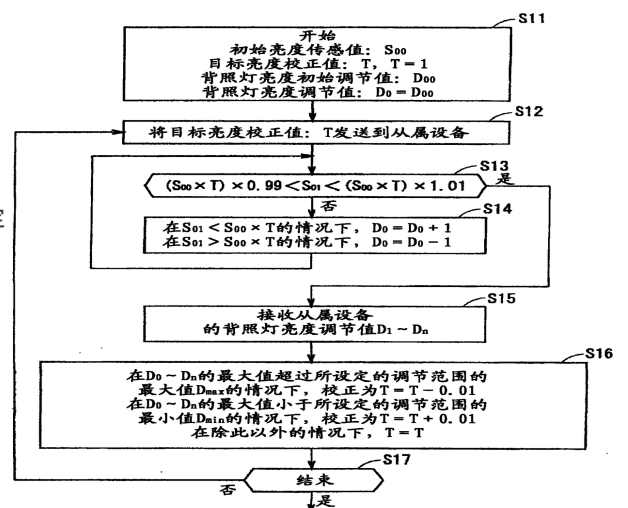 S11
开始
初始亮度传感值: S00
目标亮度校正值: T, T=1
背照灯亮度初始调节值: D00
背照灯亮度调节值: D0=D00
S12
将目标亮度校正值: T发送到从属设备
S13
(S00×T)×0.99<S01<(S00×T)×1.01
是
否
S14
在S01<S00×T的情况下, D0=D0+1
在S01>S00×T的情况下, D0=D0-1
S15
接收从属设备
的背照灯亮度调节值D1~Dn
S16
在D0~Dn的最大值超过所设定的调节范围的
最大值Dmax的情况下, 校正为T=T-0.01
在D0~Dn的最大值小于所设定的调节范围的
最小值Dmin的情况下, 校正为T=T+0.01
在除此以外的情况下, T=T
S17
结束
否
是